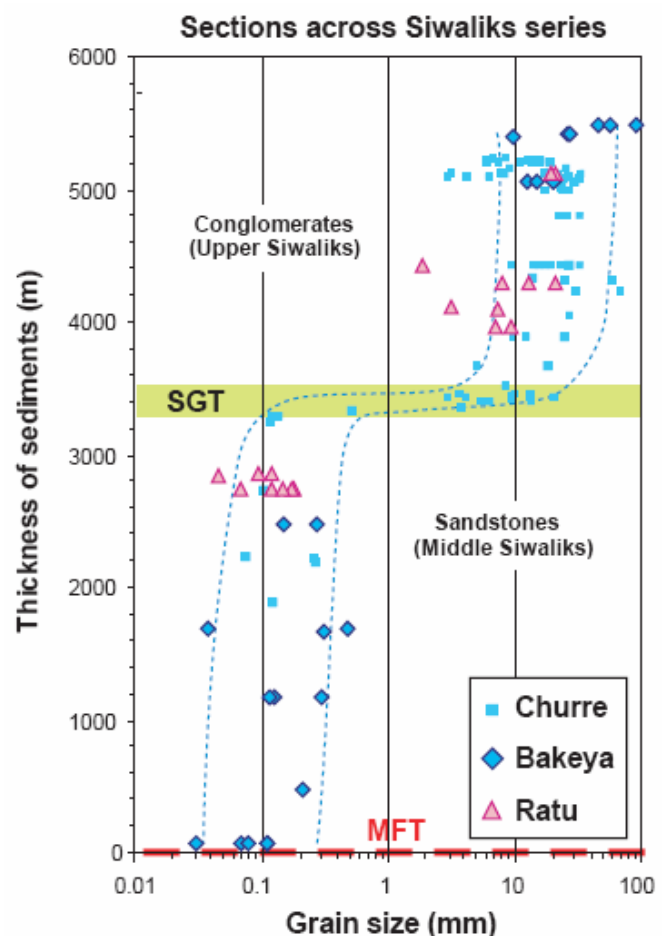 Sections across Siwaliks series
6000
5000
4000
3000
2000
1000
0
Thickness of sediments (m)
Conglomerates
(Upper Siwaliks)
SGT
Sandstones
(Middle Siwaliks)
Churre
Bakeya
Ratu
MFT
0.01
0.1
1
10
100
Grain size (mm)